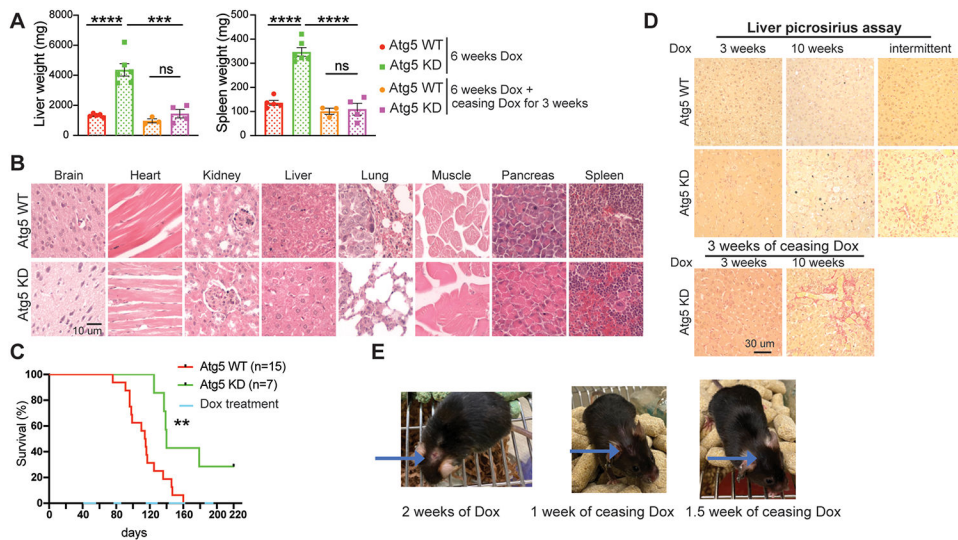 A
Liver weight (mg)
8000
6000
4000
2000
0
**** ***
ns
Spleen weight (mg)
500
400
300
200
100
0
**** ****
ns
Atg5 WT
Atg5 KD
6 weeks Dox
Atg5 WT
Atg5 KD
6 weeks Dox +
ceasing Dox for 3 weeks
B
Brain Heart Kidney Liver Lung Muscle Pancreas Spleen
Atg5 WT
Atg5 KD
10 um
C
Atg5 WT (n=15)
Atg5 KD (n=7)
Dox treatment
**
Survival (%)
100
80
60
40
20
0
0 40 80 120 160 200 220
days
D
Liver picrosirius assay
Dox 3 weeks 10 weeks intermittent
Atg5 WT
Atg5 KD
3 weeks of ceasing Dox
Dox 3 weeks 10 weeks
Atg5 KD
30 um
E
2 weeks of Dox
1 week of ceasing Dox
1.5 week of ceasing Dox